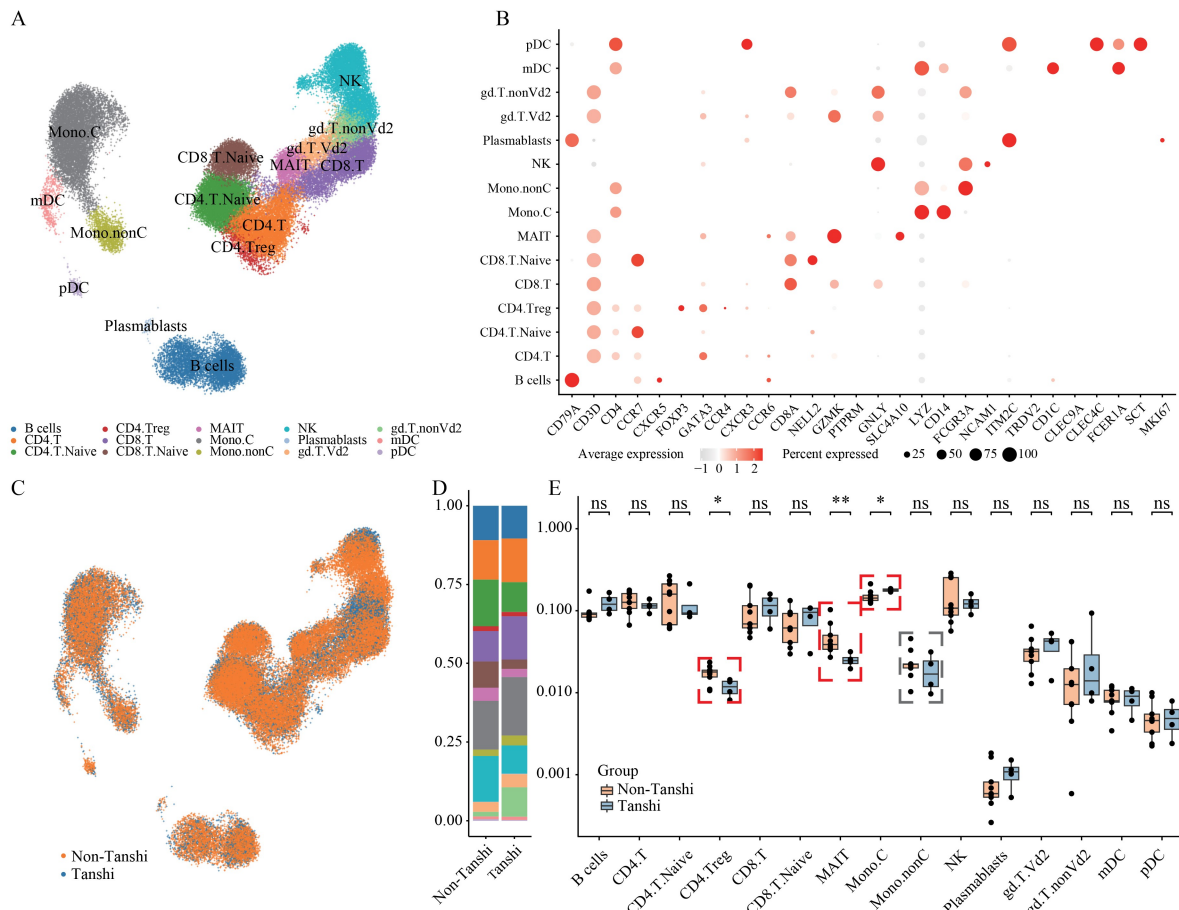 A
NK
Mono.C
gd.T.nonVd2
gd.T.Vd2
CD8.T.Naive
MAIT
CD8.T
mDC
CD4.T.Naive
CD4.T
Mono.nonC
CD4.Treg
pDC
Plasmablasts
B cells
B cells
CD4.Treg
MAIT
NK
gd.T.nonVd2
CD4.T
CD8.T
Mono.C
Plasmablasts
mDC
CD4.T.Naive
CD8.T.Naive
Mono.nonC
gd.T.Vd2
pDC
B
pDC
mDC
gd.T.nonVd2
gd.T.Vd2
Plasmablasts
NK
Mono.nonC
Mono.C
MAIT
CD8.T.Naive
CD8.T
CD4.Treg
CD4.T.Naive
CD4.T
B cells
CD79A
CD3D
CD4
CCR7
CXCR5
FOXP3
GATA3
CCR4
CXCR3
CCR6
CD8A
NELL2
GZMK
PTPRM
GNLY
SLC4A10
LYZ
CD14
FCGR3A
NCAM1
ITM2C
TRDV2
CD1C
CLEC9A
CLEC4C
FCER1A
SCT
MKI67
Average expression
−1 0 1 2
Percent expressed
25 50 75 100
C
Non-Tanshi
Tanshi
D
1.00
0.75
0.50
0.25
0.00
Non-Tanshi
Tanshi
E
ns ns ns * ns ns ** * ns ns ns ns ns ns ns
1.000
0.100
0.010
0.001
Group
Non-Tanshi
Tanshi
B cells
CD4.T
CD4.T.Naive
CD4.Treg
CD8.T
CD8.T.Naive
MAIT
Mono.C
Mono.nonC
NK
Plasmablasts
gd.T.Vd2
gd.T.nonVd2
mDC
pDC